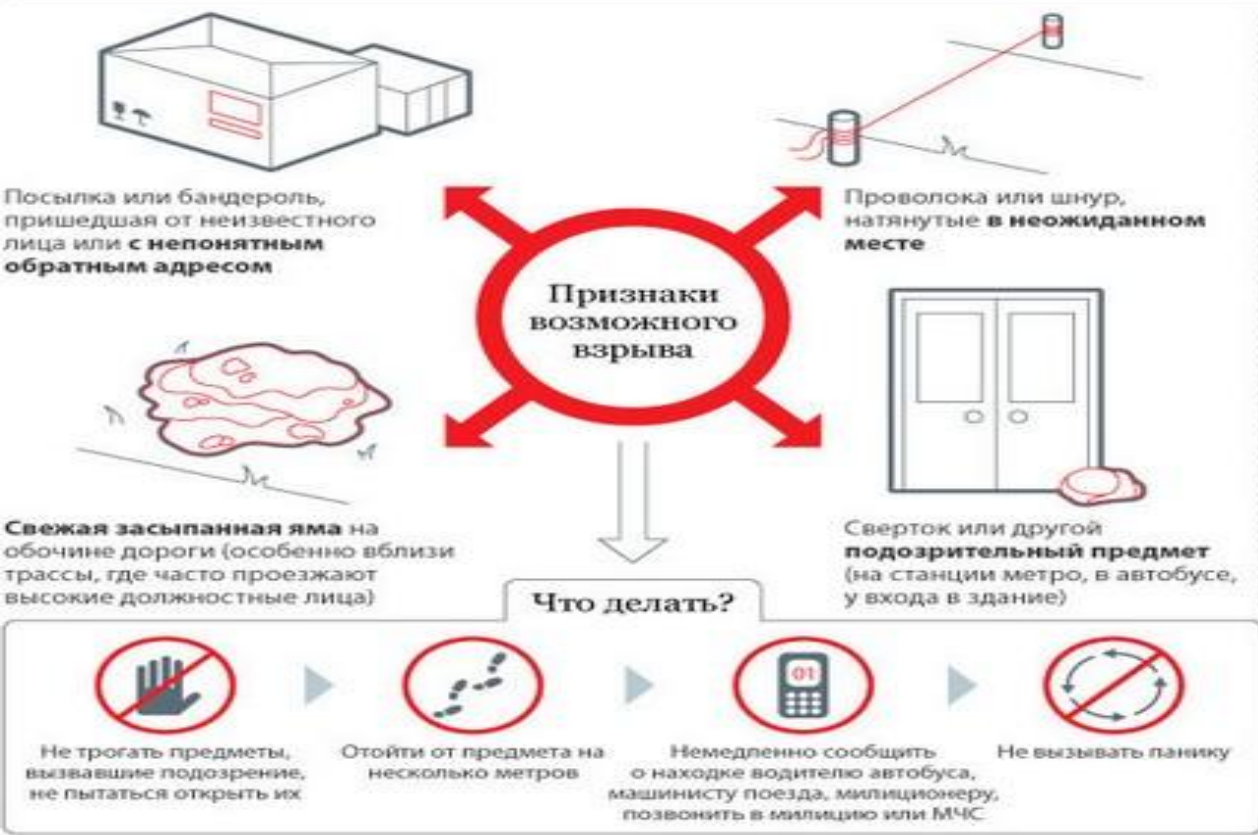 Посылка или бандероль,
пришедшая от неизвестного
лица или с непонятным
обратным адресом
Проволока или шнур,
натянутые в неожиданном
месте
Признаки
возможного
взрыва
Свежая засыпанная яма на
обочине дороги (особенно вблизи
трассы, где часто проезжают
высокие должностные лица)
Сверток или другой
подозрительный предмет
(на станции метро, в автобусе,
у входа в здание)
Что делать?
Не трогать предметы,
вызвавшие подозрение,
не пытаться открыть их
Отойти от предмета на
несколько метров
01
Немедленно сообщить
о находке водителю автобуса,
машинисту поезда, милиционеру,
позвонить в милицию или МЧС
Не вызывать панику